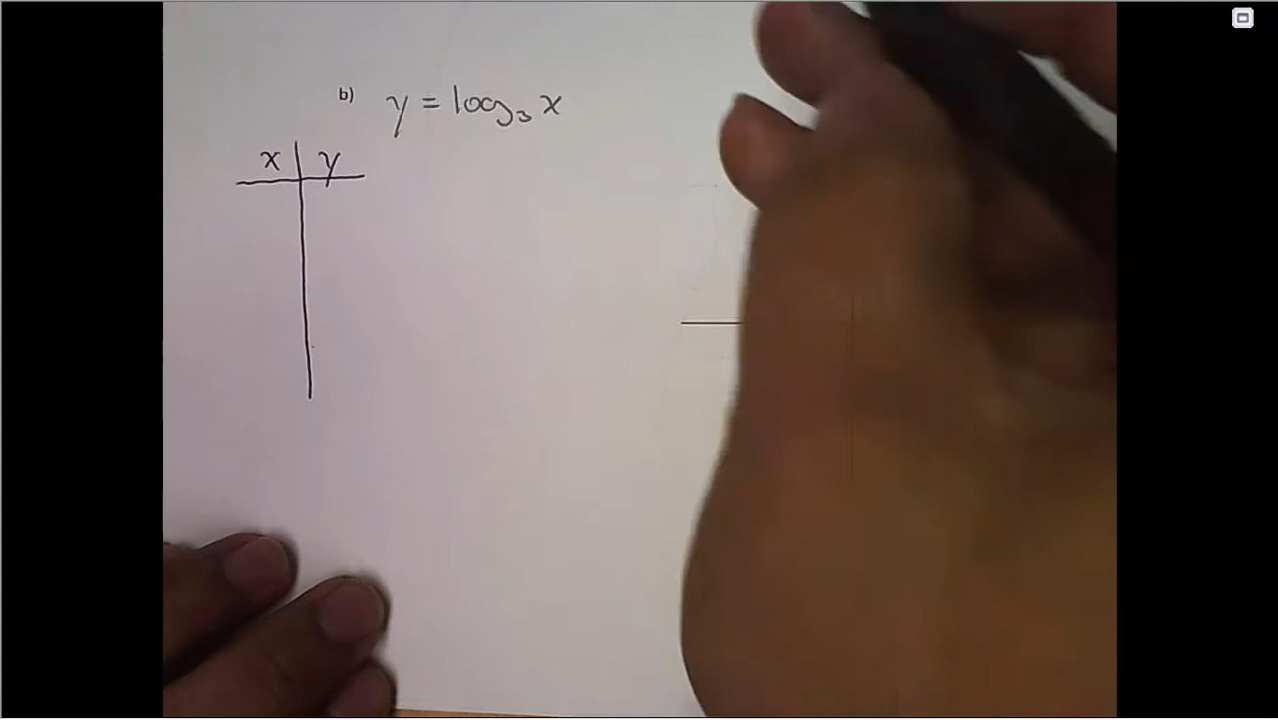 b) y = log₃ x
x y